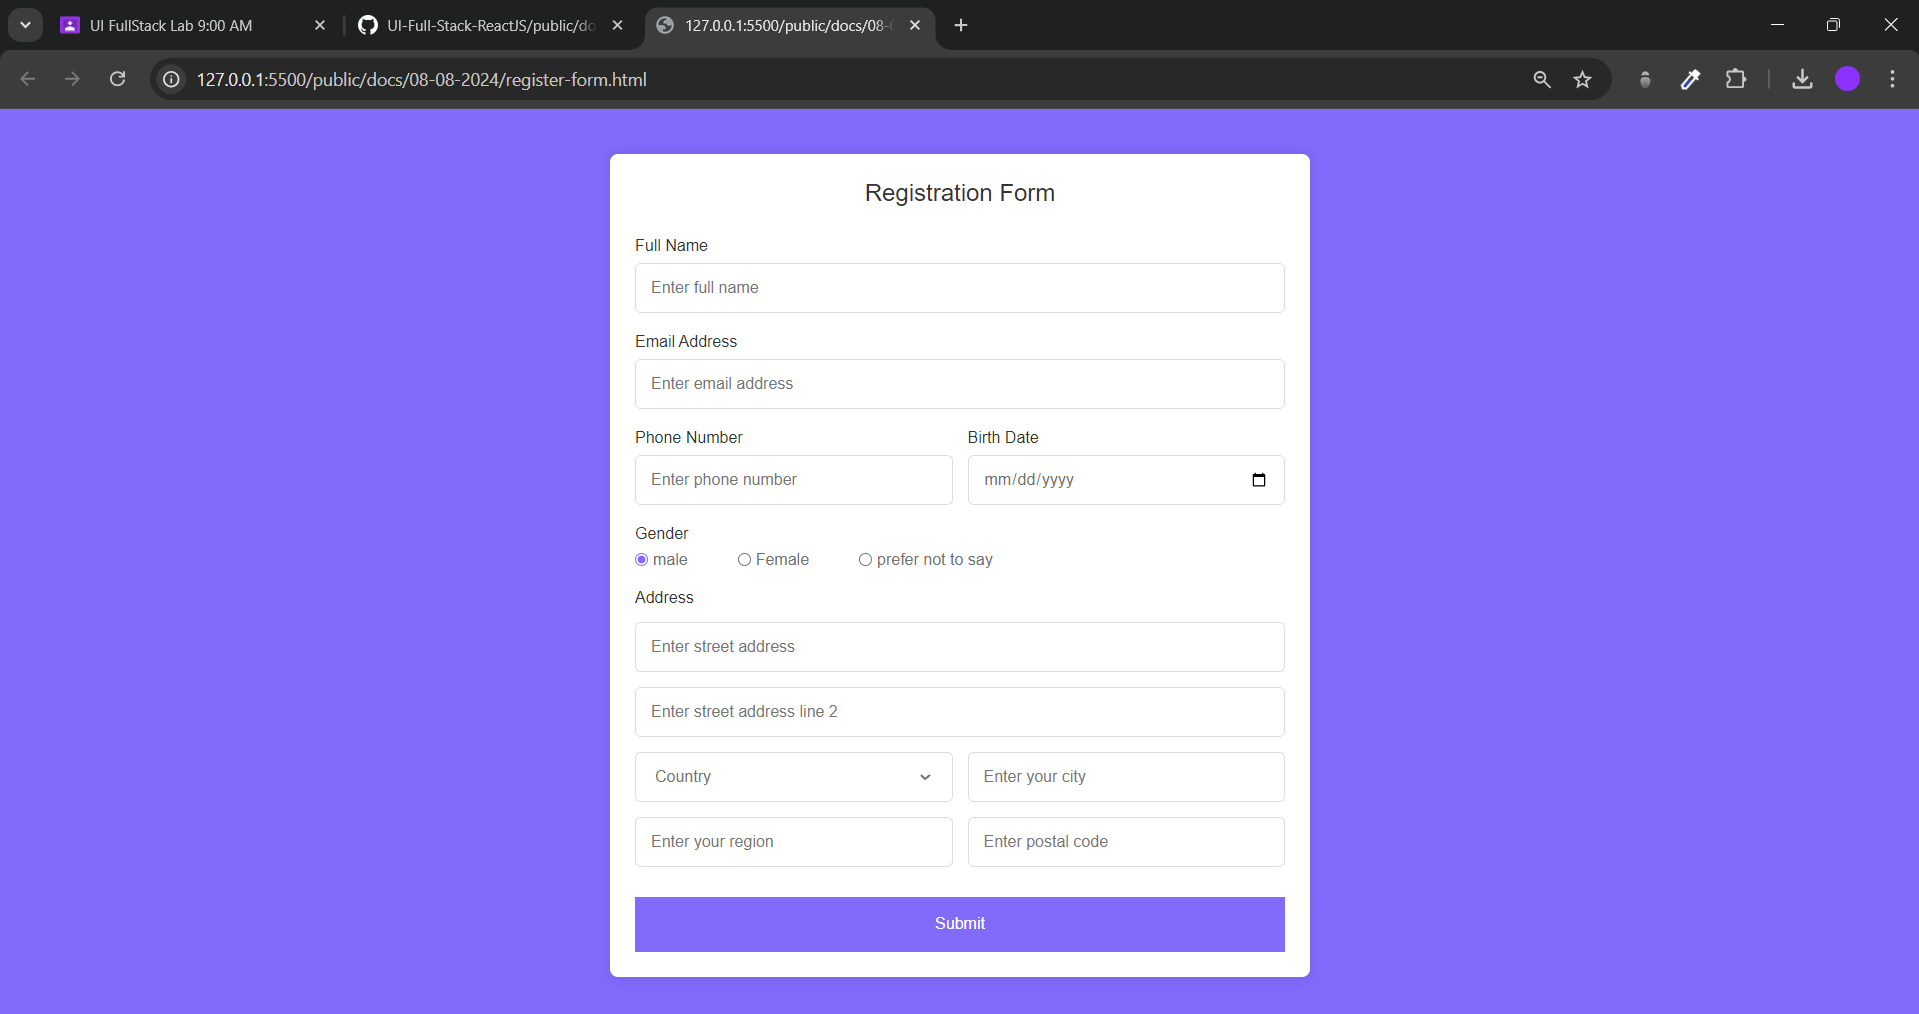 UI FullStack Lab 9:00 AM
UI-Full-Stack-ReactJS/public/do
127.0.0.1:5500/public/docs/08-
127.0.0.1:5500/public/docs/08-08-2024/register-form.html
Registration Form
Full Name
Enter full name
Email Address
Enter email address
Phone Number Birth Date
Enter phone number mm/dd/yyyy
Gender
male Female prefer not to say
Address
Enter street address
Enter street address line 2
Country Enter your city
Enter your region Enter postal code
Submit